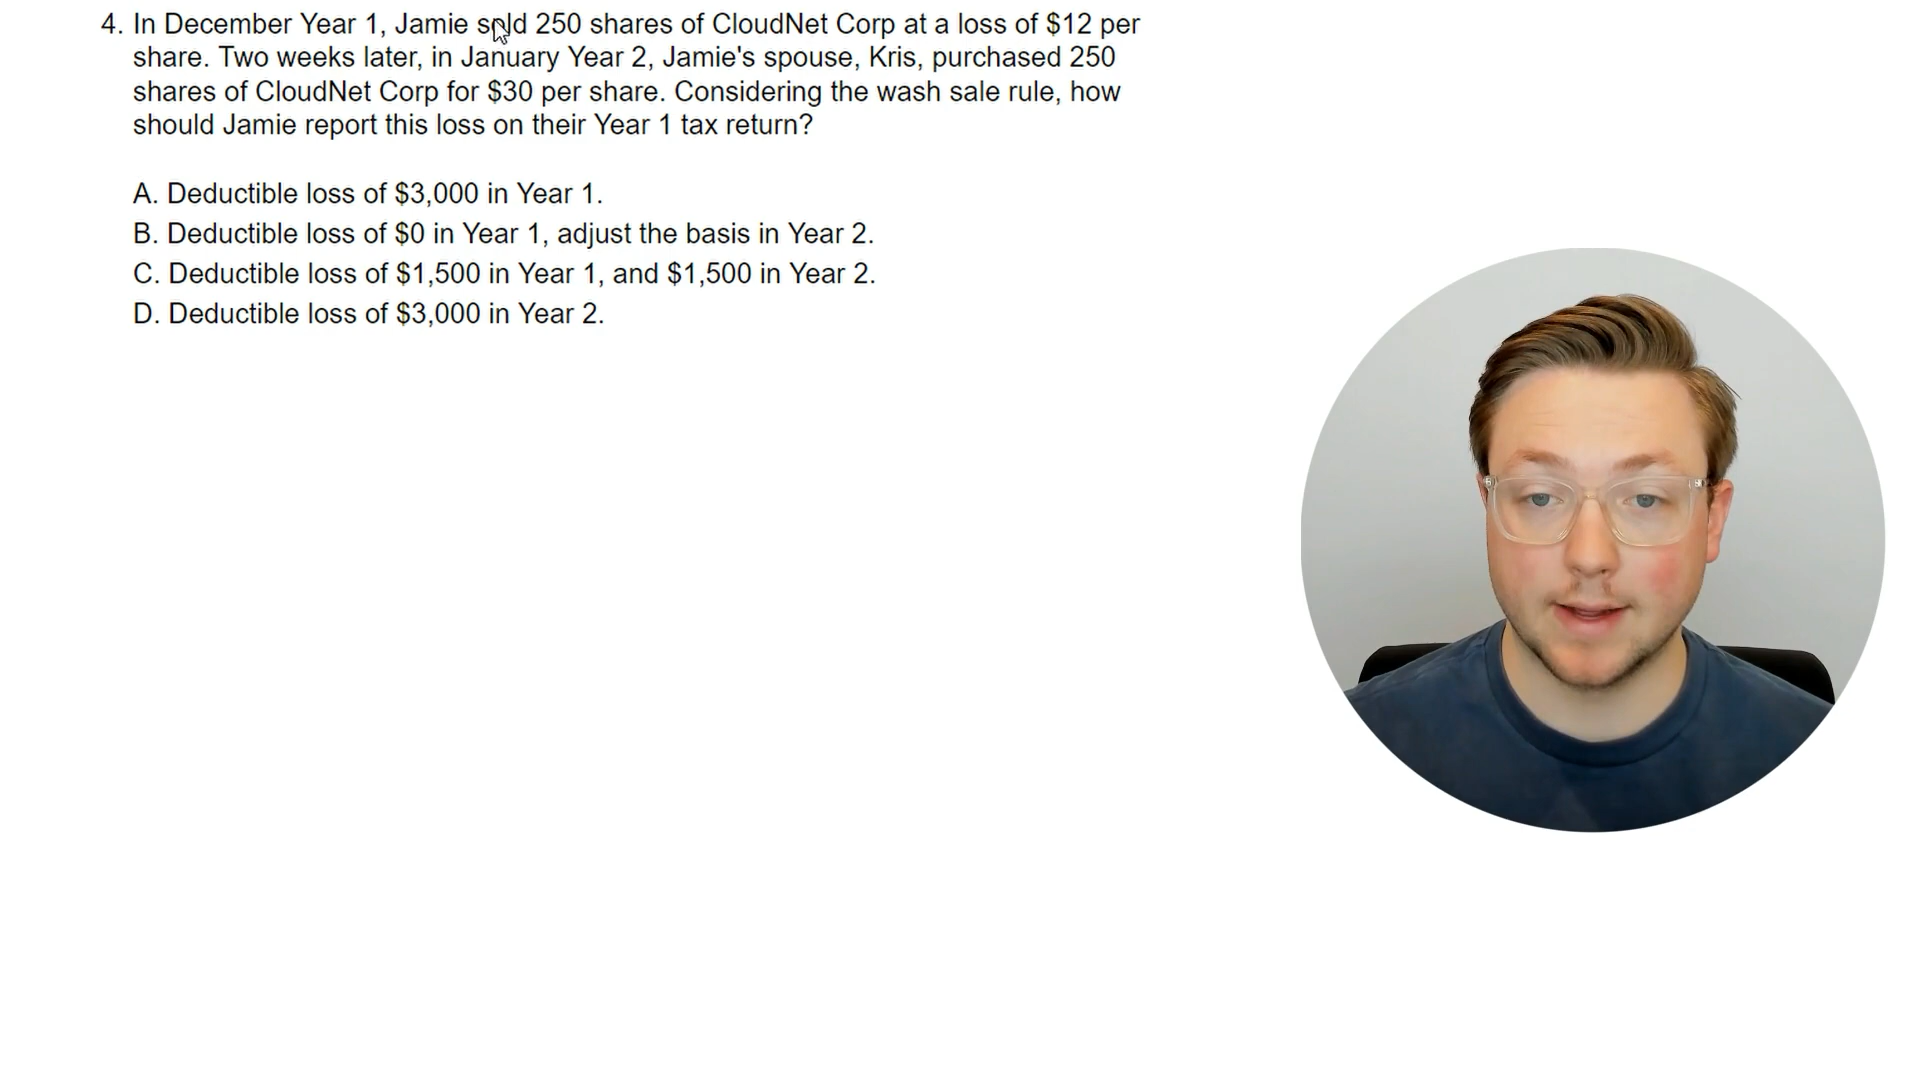 4. In December Year 1, Jamie sold 250 shares of CloudNet Corp at a loss of $12 per
share. Two weeks later, in January Year 2, Jamie's spouse, Kris, purchased 250
shares of CloudNet Corp for $30 per share. Considering the wash sale rule, how
should Jamie report this loss on their Year 1 tax return?
A. Deductible loss of $3,000 in Year 1.
B. Deductible loss of $0 in Year 1, adjust the basis in Year 2.
C. Deductible loss of $1,500 in Year 1, and $1,500 in Year 2.
D. Deductible loss of $3,000 in Year 2.